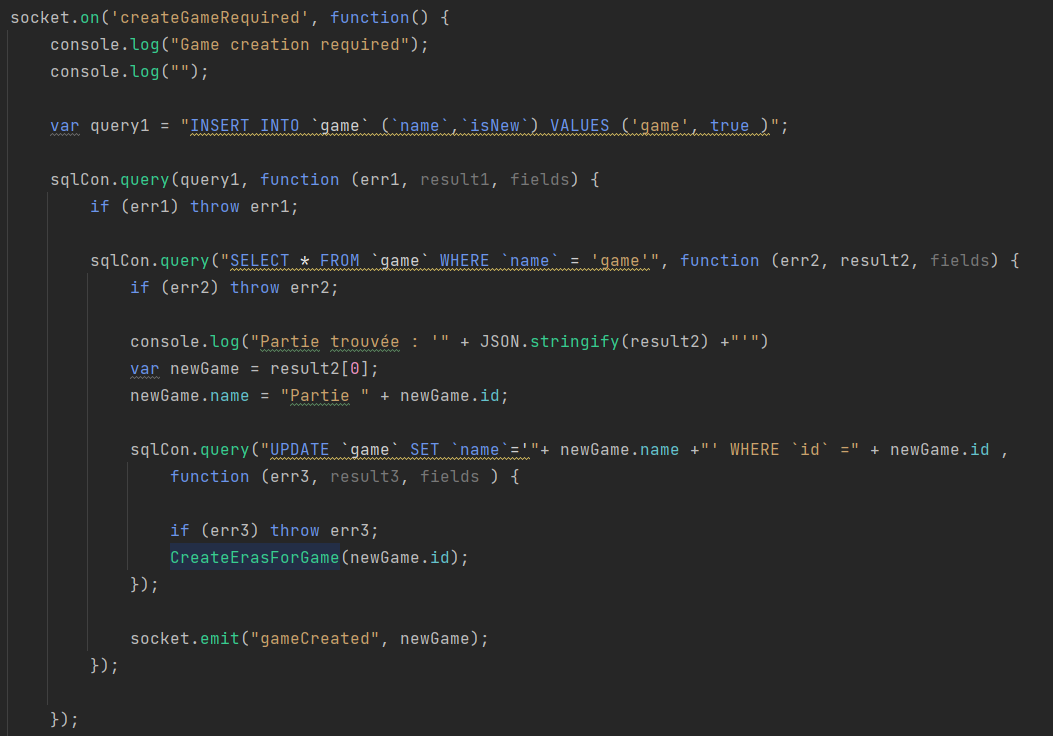 socket.on('createGameRequired', function() {
console.log("Game creation required");
console.log("");
var query1 = "INSERT INTO `game` (`name`,`isNew`) VALUES ('game', true )";
sqlCon.query(query1, function (err1, result1, fields) {
if (err1) throw err1;
sqlCon.query("SELECT * FROM `game` WHERE `name` = 'game'", function (err2, result2, fields) {
if (err2) throw err2;
console.log("Partie trouvée : '" + JSON.stringify(result2) +"'")
var newGame = result2[0];
newGame.name = "Partie " + newGame.id;
sqlCon.query("UPDATE `game` SET `name`='"+ newGame.name +"' WHERE `id` =" + newGame.id ,
function (err3, result3, fields ) {
if (err3) throw err3;
CreateErasForGame(newGame.id);
});
socket.emit("gameCreated", newGame);
});
});